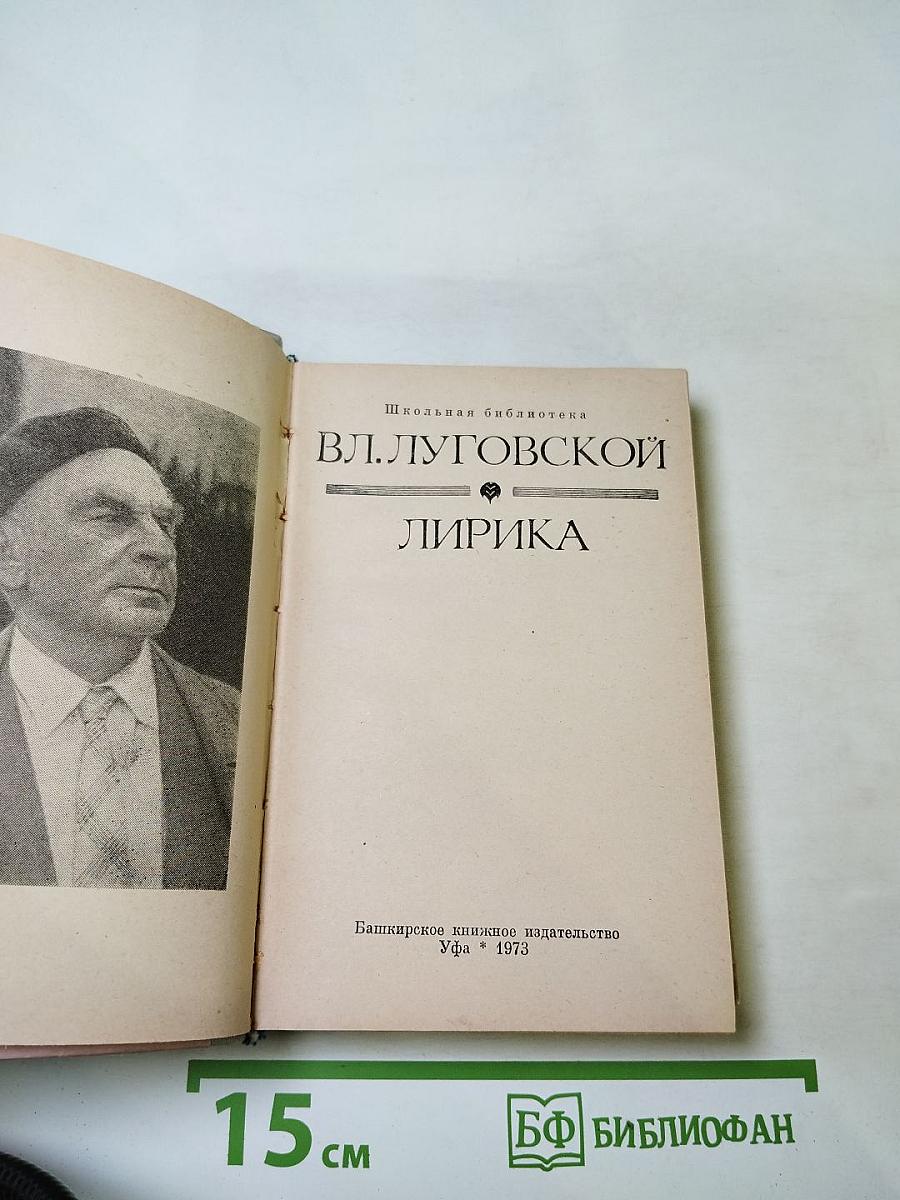 Школьная библиотека
ВЛ. ЛУГОВСКОЙ
ЛИРИКА
Башкирское книжное издательство
Уфа * 1973
15 см
БФ БИБЛИОФАН